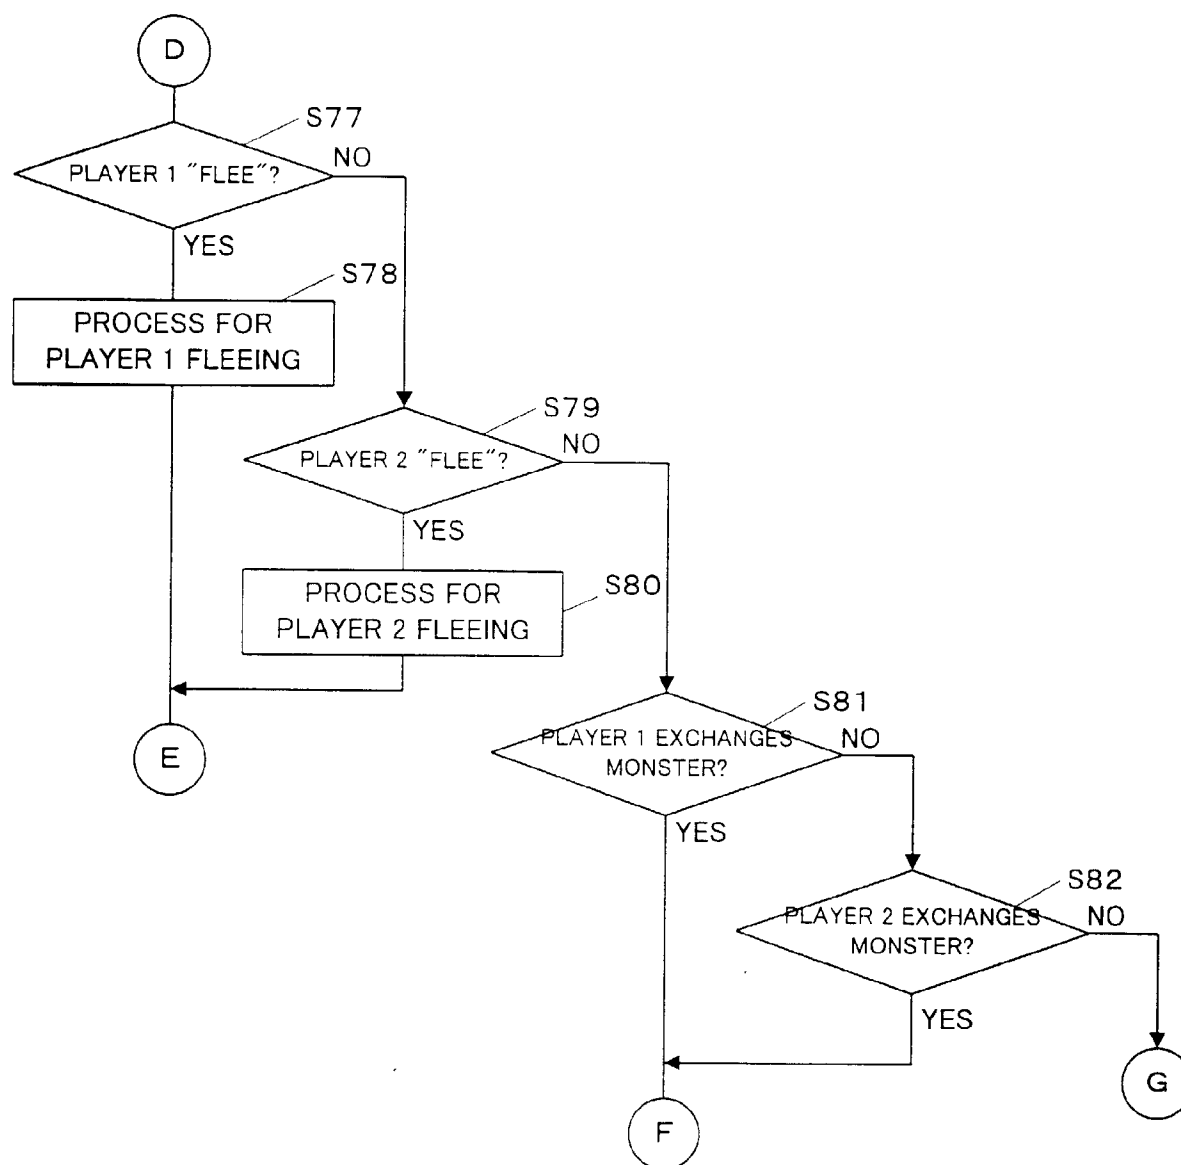 D
S77
PLAYER 1 "FLEE"?
NO
YES
S78
PROCESS FOR
PLAYER 1 FLEEING
S79
PLAYER 2 "FLEE"?
NO
YES
S80
PROCESS FOR
PLAYER 2 FLEEING
E
S81
PLAYER 1 EXCHANGES
MONSTER?
NO
YES
S82
PLAYER 2 EXCHANGES
MONSTER?
NO
YES
G
F